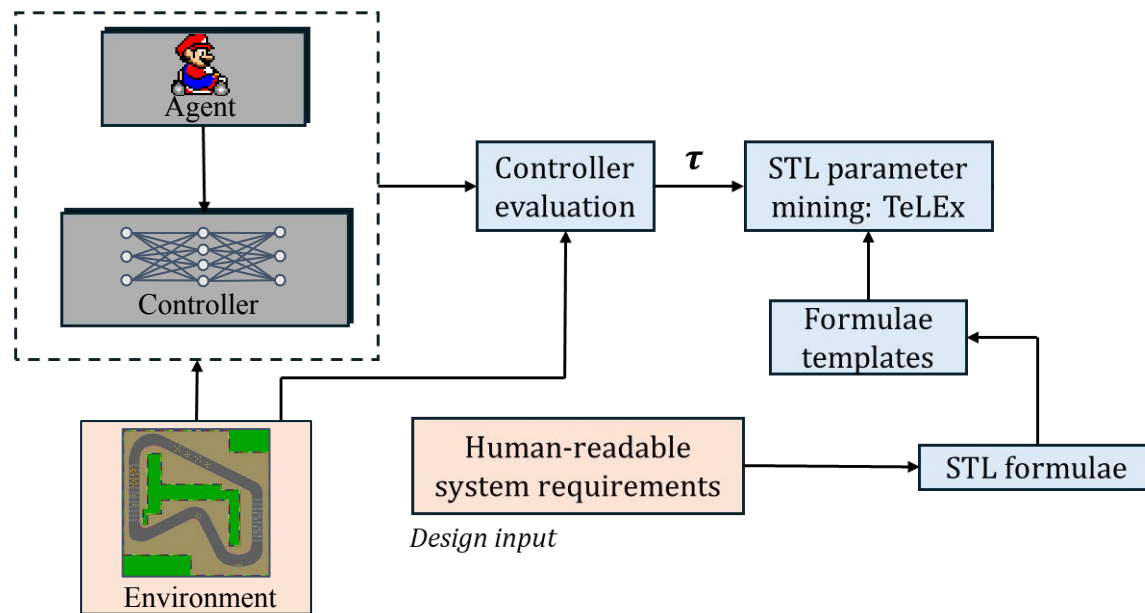 Agent
Controller
Controller
evaluation
τ
STL parameter
mining: TeLEx
Formulae
templates
Human-readable
system requirements
STL formulae
Design input
Environment